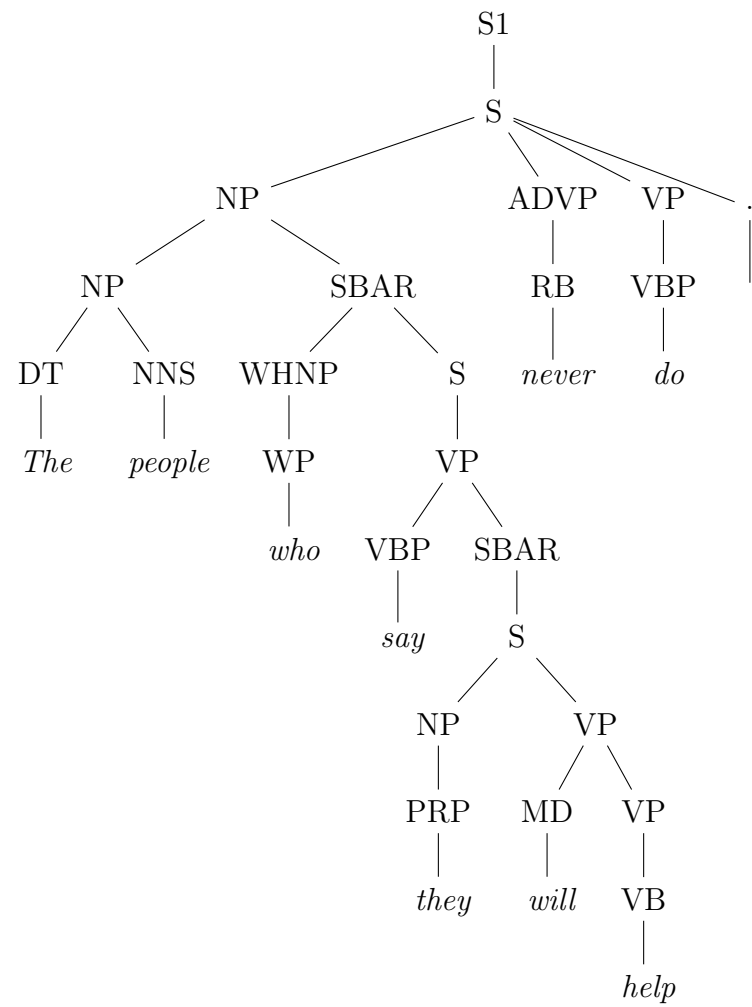 S1
S
NP ADVP VP .
NP SBAR RB VBP
DT NNS WHNP S never do
The people WP VP
who VBP SBAR
say S
NP VP
PRP MD VP
they will VB
help